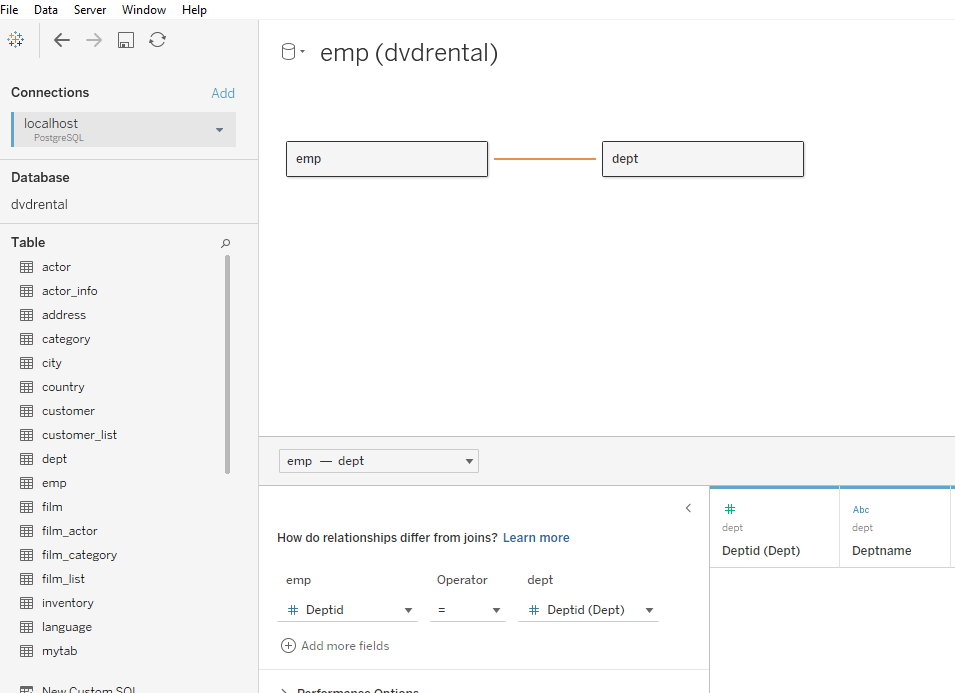 File Data Server Window Help
emp (dvdrental)
Connections Add
localhost
PostgreSQL
Database
dvdrental
Table
actor
actor_info
address
category
city
country
customer
customer_list
dept
emp
film
film_actor
film_category
film_list
inventory
language
mytab
New Custom SQL
emp dept
emp — dept
How do relationships differ from joins? Learn more
emp Operator dept
# Deptid = # Deptid (Dept)
Add more fields
Performance Options
# Abc
dept dept
Deptid (Dept) Deptname